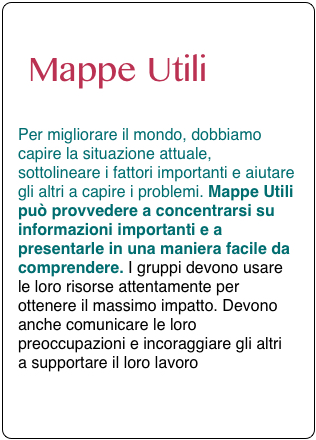 Mappe Utili
Per migliorare il mondo, dobbiamo
capire la situazione attuale,
sottolineare i fattori importanti e aiutare
gli altri a capire i problemi. Mappe Utili
può provvedere a concentrarsi su
informazioni importanti e a
presentarle in una maniera facile da
comprendere. I gruppi devono usare
le loro risorse attentamente per
ottenere il massimo impatto. Devono
anche comunicare le loro
preoccupazioni e incoraggiare gli altri
a supportare il loro lavoro